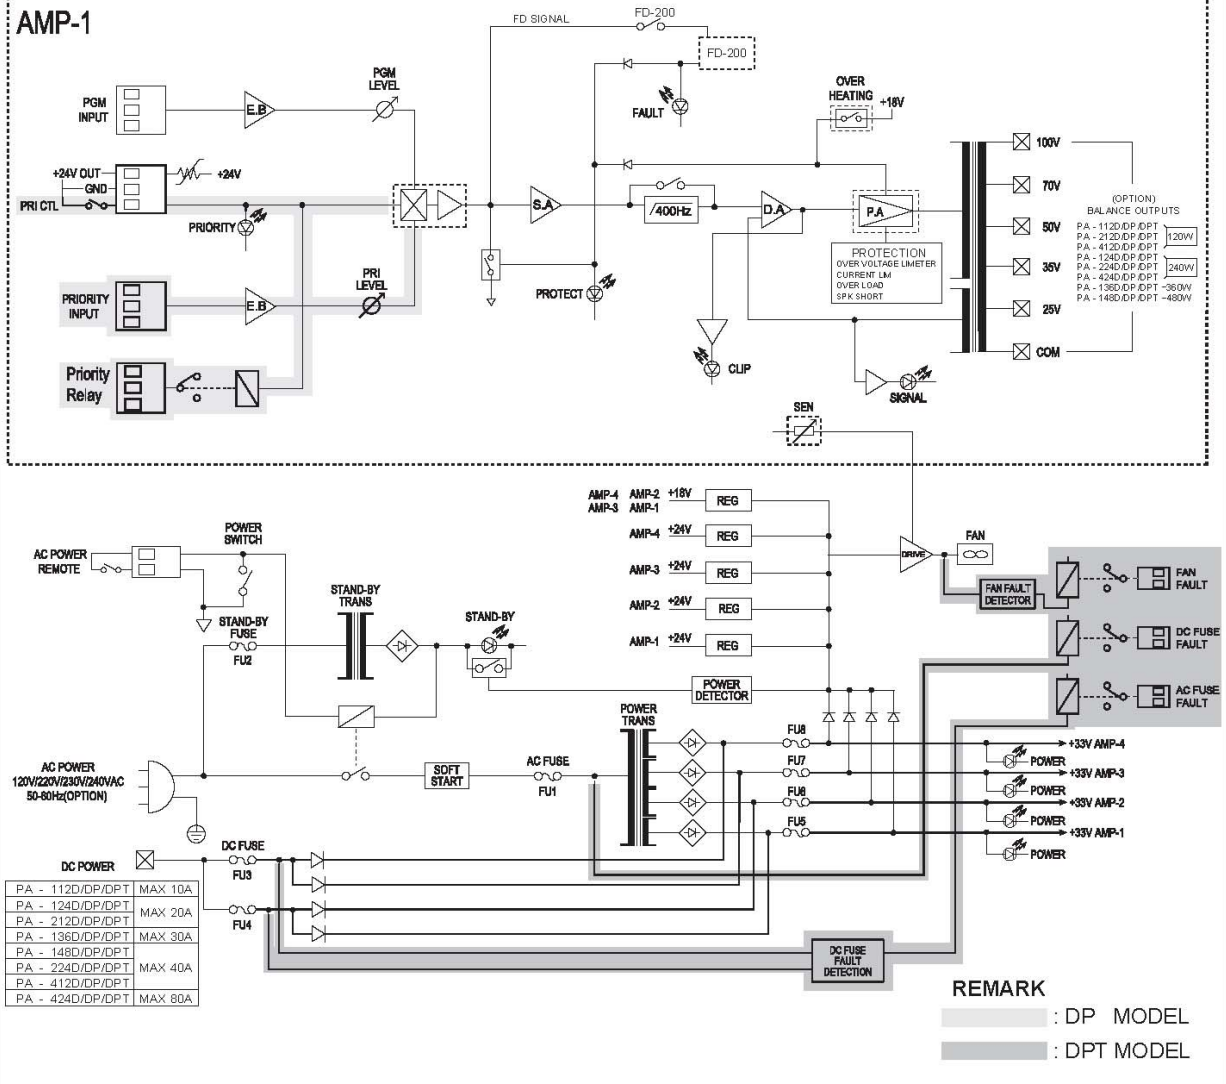 AMP-1
FD SIGNAL
FD-200
FD-200
PGM
INPUT
E.B
PGM
LEVEL
FAULT
OVER
HEATING
+18V
+24V OUT
GND
PRI CTL
+24V
PRIORITY
S.A
/400Hz
D.A
P.A
PROTECTION
OVER VOLTAGE LIMETER
CURRENT LIM
OVER LOAD
SPK SHORT
100V
70V
50V
35V
25V
COM
(OPTION)
BALANCE OUTPUTS
PA - 112D/DP/DPT
PA - 212D/DP/DPT
PA - 412D/DP/DPT
120W
PA - 124D/DP/DPT
PA - 224D/DP/DPT
PA - 424D/DP/DPT
240W
PA - 136D/DP/DPT -360W
PA - 148D/DP/DPT -480W
PRIORITY
INPUT
E.B
PRI
LEVEL
PROTECT
Priority
Relay
CLIP
SIGNAL
SEN
AMP-4 AMP-2 +18V REG
AMP-3 AMP-1
AMP-4 +24V REG
AMP-3 +24V REG
AMP-2 +24V REG
AMP-1 +24V REG
DRIVE
FAN
FAN FAULT
DETECTOR
FAN
FAULT
DC FUSE
FAULT
AC FUSE
FAULT
AC POWER
REMOTE
POWER
SWITCH
STAND-BY
FUSE
FU2
STAND-BY
TRANS
STAND-BY
POWER
DETECTOR
POWER
TRANS
AC POWER
120V/220V/230V/240VAC
50-60Hz(OPTION)
SOFT
START
AC FUSE
FU1
FU8
FU7
FU6
FU5
+33V AMP-4
POWER
+33V AMP-3
POWER
+33V AMP-2
POWER
+33V AMP-1
POWER
DC POWER
DC FUSE
FU3
FU4
PA - 112D/DP/DPT MAX 10A
PA - 124D/DP/DPT
MAX 20A
PA - 212D/DP/DPT
PA - 136D/DP/DPT MAX 30A
PA - 148D/DP/DPT
PA - 224D/DP/DPT MAX 40A
PA - 412D/DP/DPT
PA - 424D/DP/DPT MAX 80A
DC FUSE
FAULT
DETECTION
REMARK
: DP MODEL
: DPT MODEL